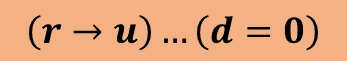 (r → u) ... (d = 0)